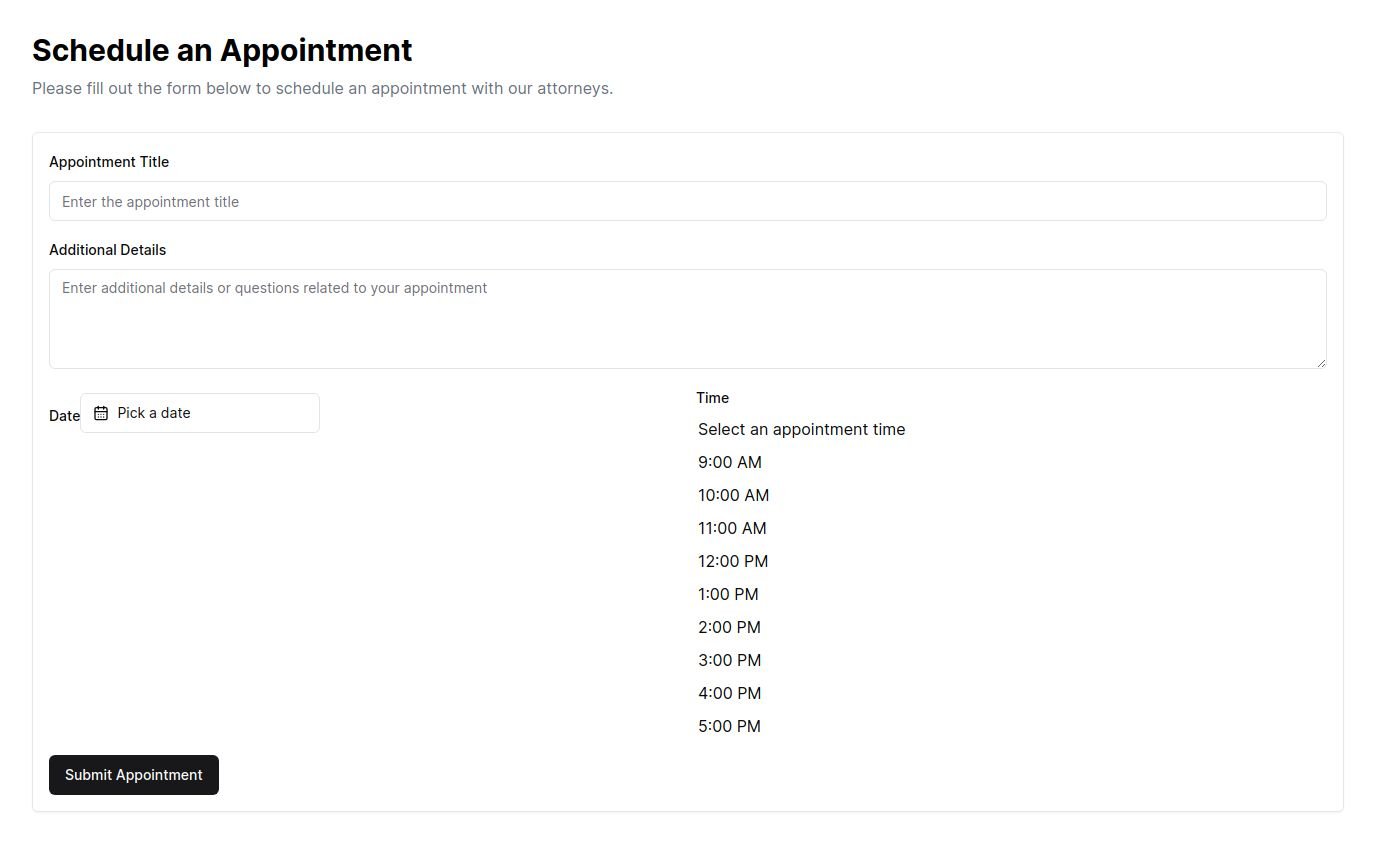 Schedule an Appointment
Please fill out the form below to schedule an appointment with our attorneys.
Appointment Title
Enter the appointment title
Additional Details
Enter additional details or questions related to your appointment
Date
Pick a date
Time
Select an appointment time
9:00 AM
10:00 AM
11:00 AM
12:00 PM
1:00 PM
2:00 PM
3:00 PM
4:00 PM
5:00 PM
Submit Appointment